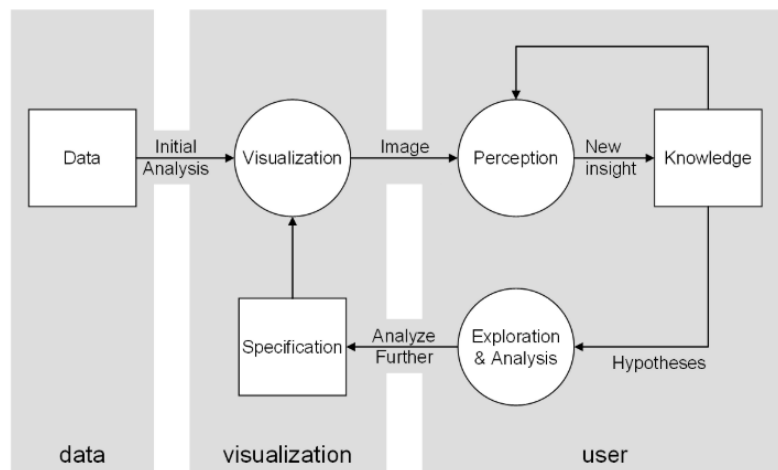 Data
Initial
Analysis
Visualization
Image
Perception
New
insight
Knowledge
Specification
Analyze
Further
Exploration
& Analysis
Hypotheses
data
visualization
user